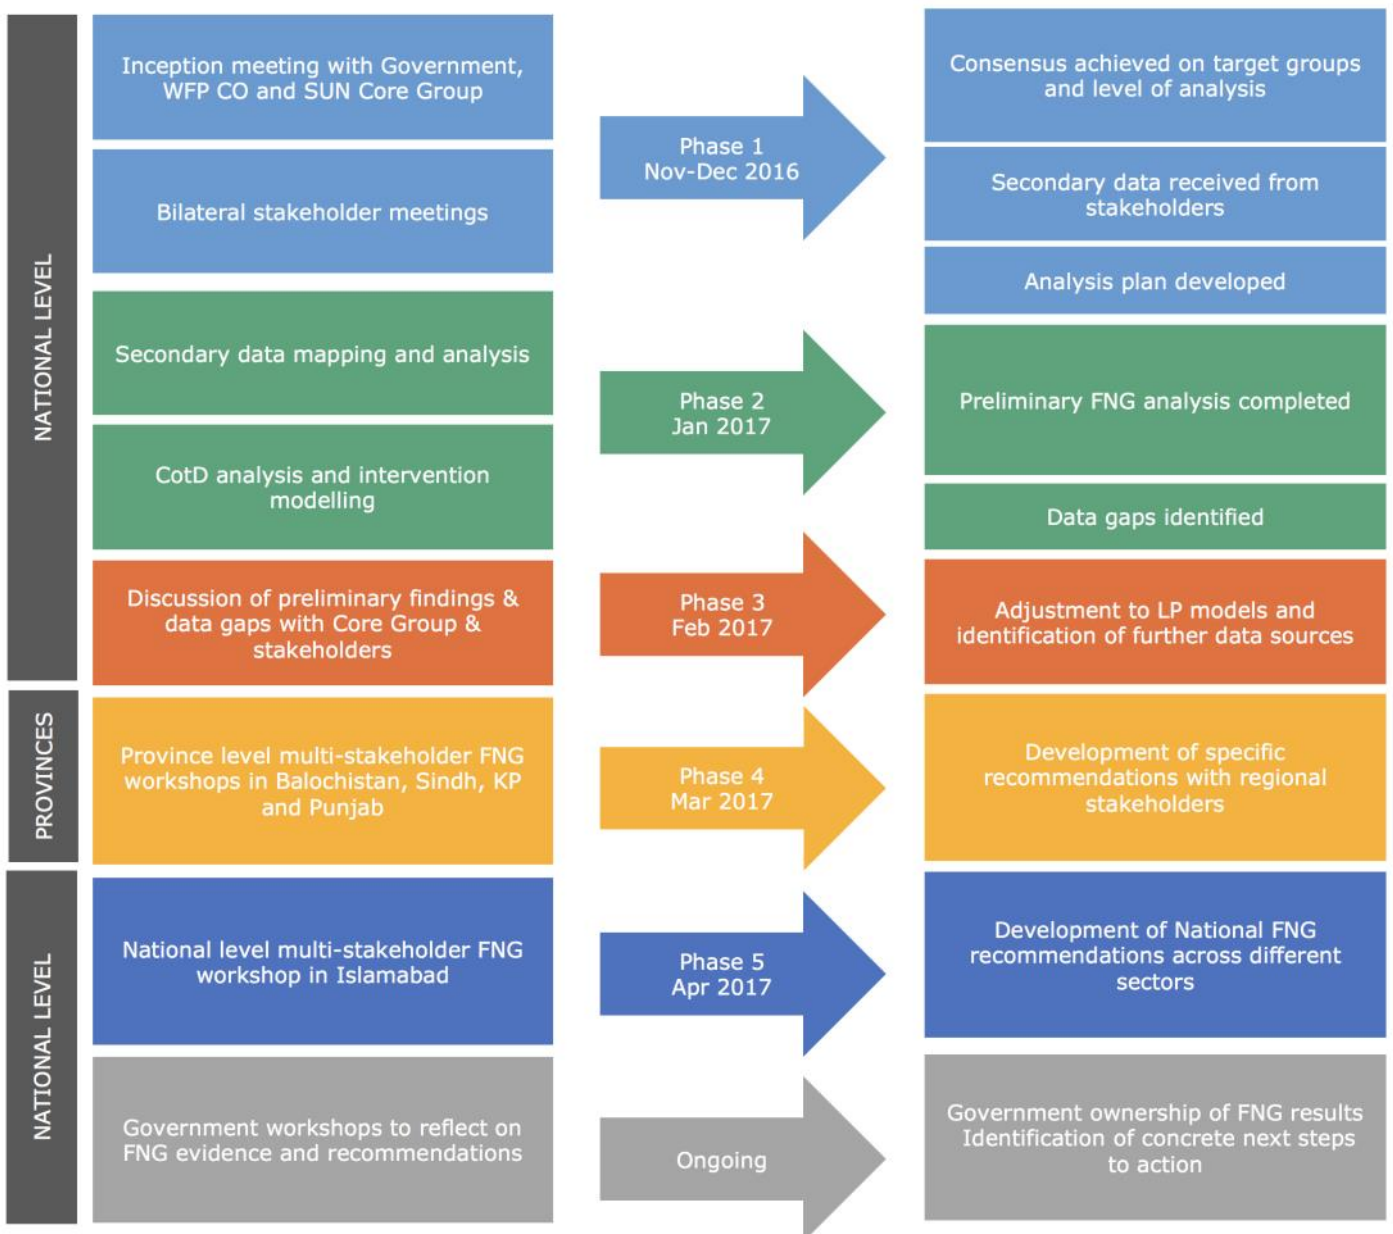 NATIONAL LEVEL
Inception meeting with Government,
WFP CO and SUN Core Group
Bilateral stakeholder meetings
Phase 1
Nov-Dec 2016
Consensus achieved on target groups
and level of analysis
Secondary data received from
stakeholders
Analysis plan developed
Secondary data mapping and analysis
CotD analysis and intervention
modelling
Phase 2
Jan 2017
Preliminary FNG analysis completed
Data gaps identified
Discussion of preliminary findings &
data gaps with Core Group &
stakeholders
Phase 3
Feb 2017
Adjustment to LP models and
identification of further data sources
PROVINCES
Province level multi-stakeholder FNG
workshops in Balochistan, Sindh, KP
and Punjab
Phase 4
Mar 2017
Development of specific
recommendations with regional
stakeholders
NATIONAL LEVEL
National level multi-stakeholder FNG
workshop in Islamabad
Phase 5
Apr 2017
Development of National FNG
recommendations across different
sectors
Government workshops to reflect on
FNG evidence and recommendations
Ongoing
Government ownership of FNG results
Identification of concrete next steps
to action